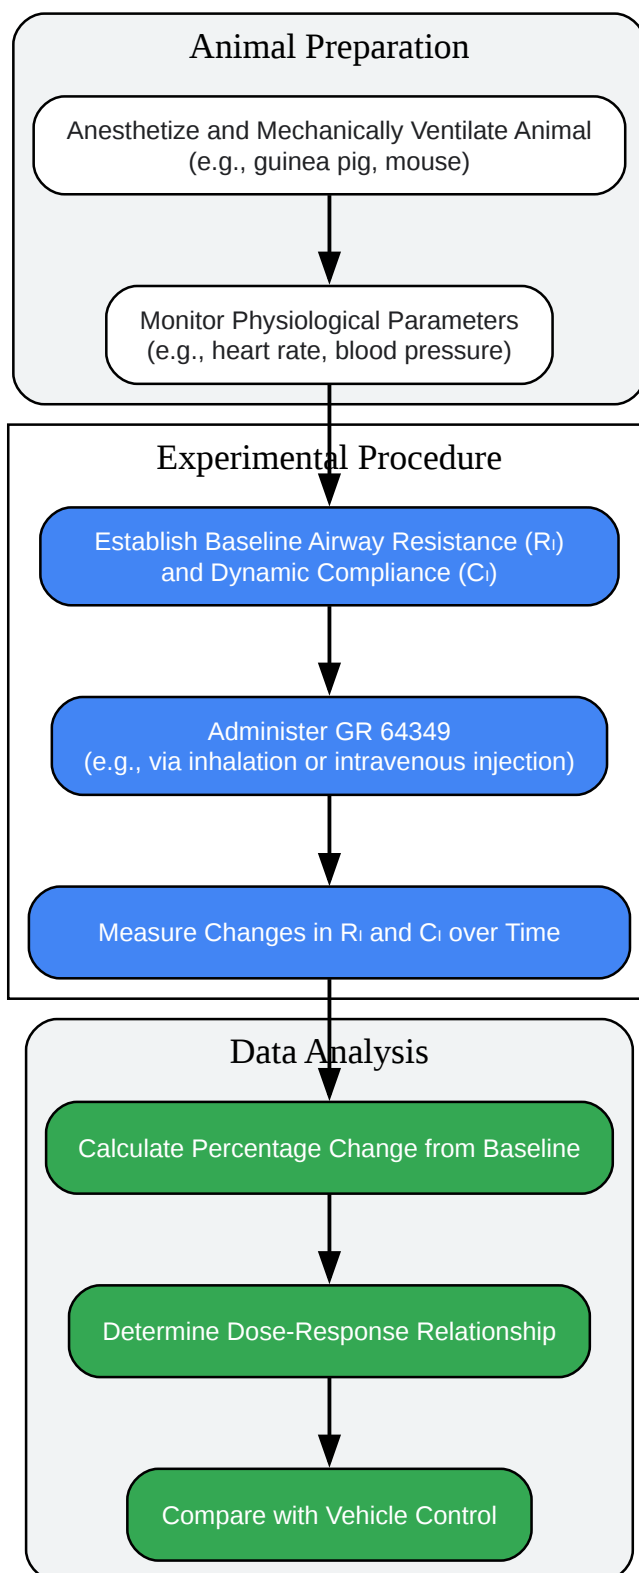 Animal Preparation
Anesthetize and Mechanically Ventilate Animal
(e.g., guinea pig, mouse)
Monitor Physiological Parameters
(e.g., heart rate, blood pressure)
Experimental Procedure
Establish Baseline Airway Resistance (Rₗ)
and Dynamic Compliance (Cₗ)
Administer GR 64349
(e.g., via inhalation or intravenous injection)
Measure Changes in Rₗ and Cₗ over Time
Data Analysis
Calculate Percentage Change from Baseline
Determine Dose-Response Relationship
Compare with Vehicle Control